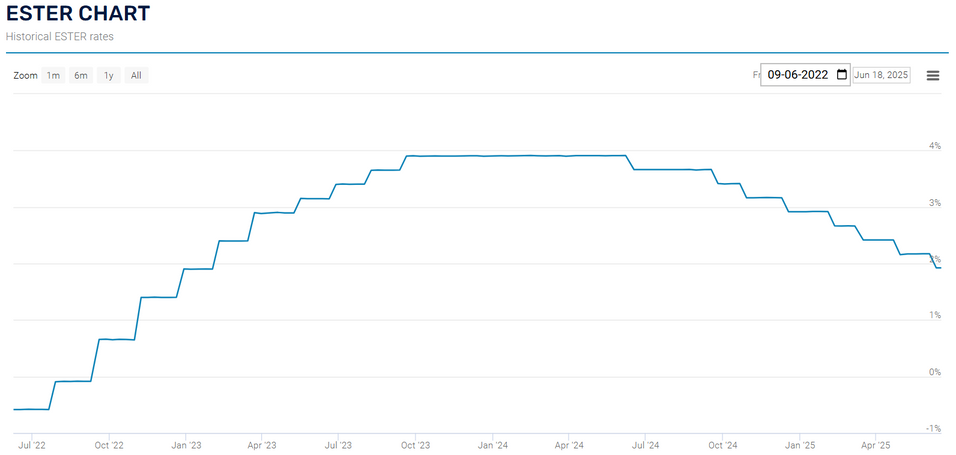 ESTER CHART
Historical ESTER rates
Zoom 1m 6m 1y All
Fr 09-06-2022 Jun 18, 2025
4%
3%
2%
1%
0%
-1%
Jul '22 Oct '22 Jan '23 Apr '23 Jul '23 Oct '23 Jan '24 Apr '24 Jul '24 Oct '24 Jan '25 Apr '25